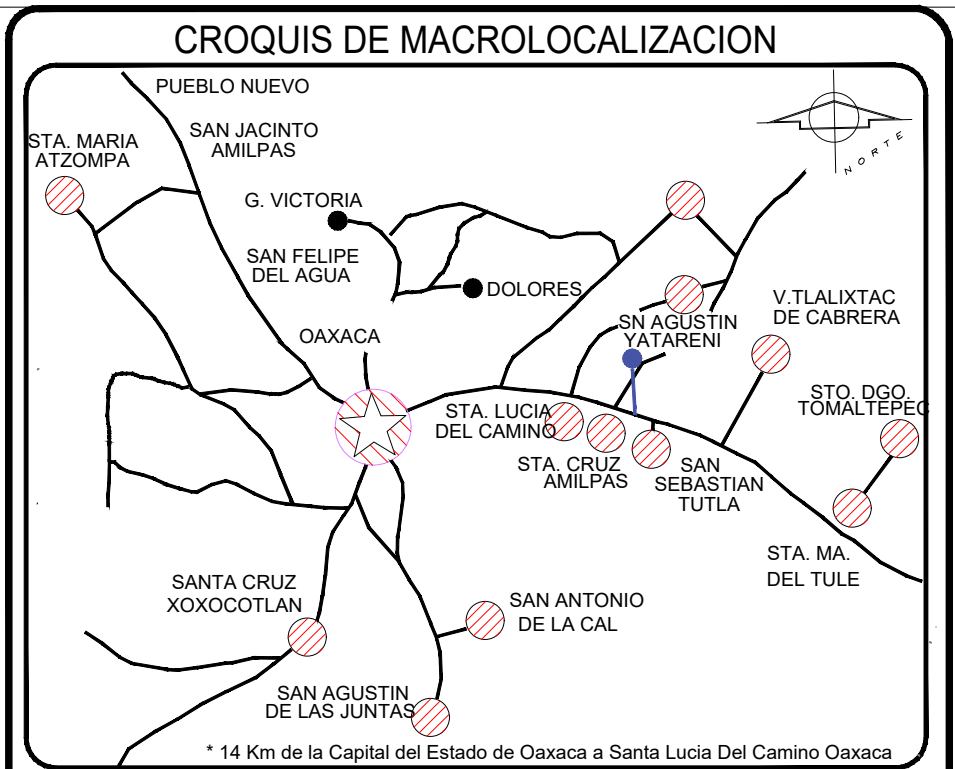 CROQUIS DE MACROLOCALIZACION
PUEBLO NUEVO
SAN JACINTO
AMILPAS
STA. MARIA
ATZOMPA
NORTE
G. VICTORIA
SAN FELIPE
DEL AGUA
DOLORES
OAXACA
SN AGUSTIN
YATARENI
V.TLALIXTAC
DE CABRERA
STO. DGO.
TOMALTEPEC
STA. LUCIA
DEL CAMINO
STA. CRUZ
AMILPAS
SAN
SEBASTIAN
TUTLA
STA. MA.
DEL TULE
SANTA CRUZ
XOXOCOTLAN
SAN ANTONIO
DE LA CAL
SAN AGUSTIN
DE LAS JUNTAS
* 14 Km de la Capital del Estado de Oaxaca a Santa Lucia Del Camino Oaxaca